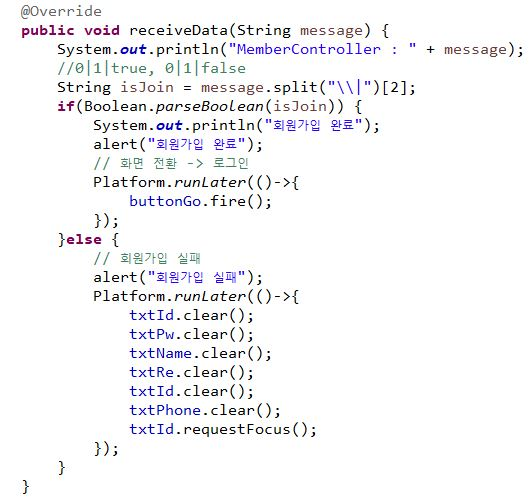 @Override
public void receiveData(String message) {
    System.out.println("MemberController : " + message);
    //0|1|true, 0|1|false
    String isJoin = message.split("\\|")[2];
    if(Boolean.parseBoolean(isJoin)) {
        System.out.println("회원가입 완료");
        alert("회원가입 완료");
        // 화면 전환 -> 로그인
        Platform.runLater(()->{
            buttonGo.fire();
        });
    }else {
        // 회원가입 실패
        alert("회원가입 실패");
        Platform.runLater(()->{
            txtId.clear();
            txtPw.clear();
            txtName.clear();
            txtRe.clear();
            txtId.clear();
            txtPhone.clear();
            txtId.requestFocus();
        });
    }
}